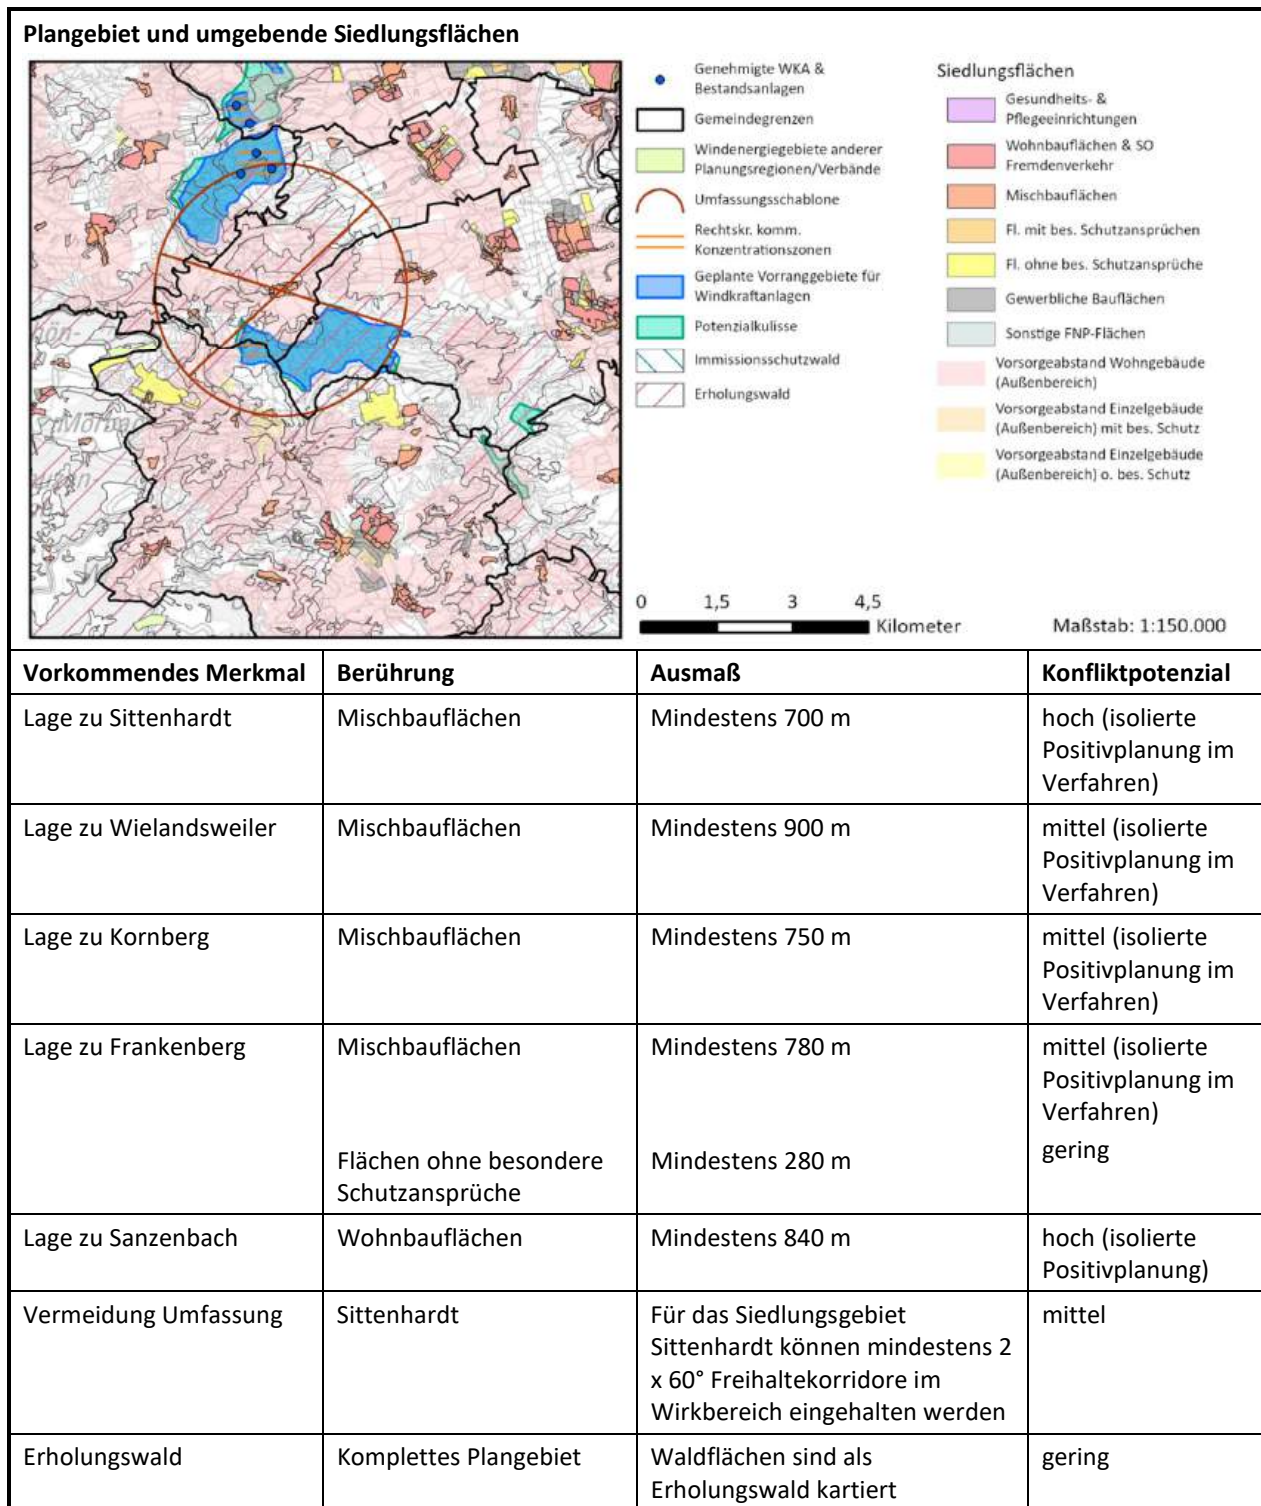 Plangebiet und umgebende Siedlungsflächen
Genehmigte WKA &
Bestandsanlagen
Gemeindegrenzen
Windenergiegebiete anderer
Planungsregionen/Verbände
Umfassungsschablone
Rechtskr. komm.
Konzentrationszonen
Geplante Vorranggebiete für
Windkraftanlagen
Potenzialkulisse
Immissionsschutzwald
Erholungswald
Siedlungsflächen
Gesundheits- &
Pflegeeinrichtungen
Wohnbauflächen & SO
Fremdenverkehr
Mischbauflächen
Fl. mit bes. Schutzansprüchen
Fl. ohne bes. Schutzansprüche
Gewerbliche Bauflächen
Sonstige FNP-Flächen
Vorsorgeabstand Wohngebäude
(Außenbereich)
Vorsorgeabstand Einzelgebäude
(Außenbereich) mit bes. Schutz
Vorsorgeabstand Einzelgebäude
(Außenbereich) o. bes. Schutz
0 1,5 3 4,5
Kilometer
Maßstab: 1:150.000
Vorkommendes Merkmal Berührung Ausmaß Konfliktpotenzial
Lage zu Sittenhardt Mischbauflächen Mindestens 700 m hoch (isolierte
Positivplanung im
Verfahren)
Lage zu Wielandsweiler Mischbauflächen Mindestens 900 m mittel (isolierte
Positivplanung im
Verfahren)
Lage zu Kornberg Mischbauflächen Mindestens 750 m mittel (isolierte
Positivplanung im
Verfahren)
Lage zu Frankenberg Mischbauflächen Mindestens 780 m mittel (isolierte
Positivplanung im
Verfahren)
Flächen ohne besondere Mindestens 280 m gering
Schutzansprüche
Lage zu Sanzenbach Wohnbauflächen Mindestens 840 m hoch (isolierte
Positivplanung)
Vermeidung Umfassung Sittenhardt Für das Siedlungsgebiet mittel
Sittenhardt können mindestens 2
x 60° Freihaltekorridore im
Wirkbereich eingehalten werden
Erholungswald Komplettes Plangebiet Waldflächen sind als gering
Erholungswald kartiert